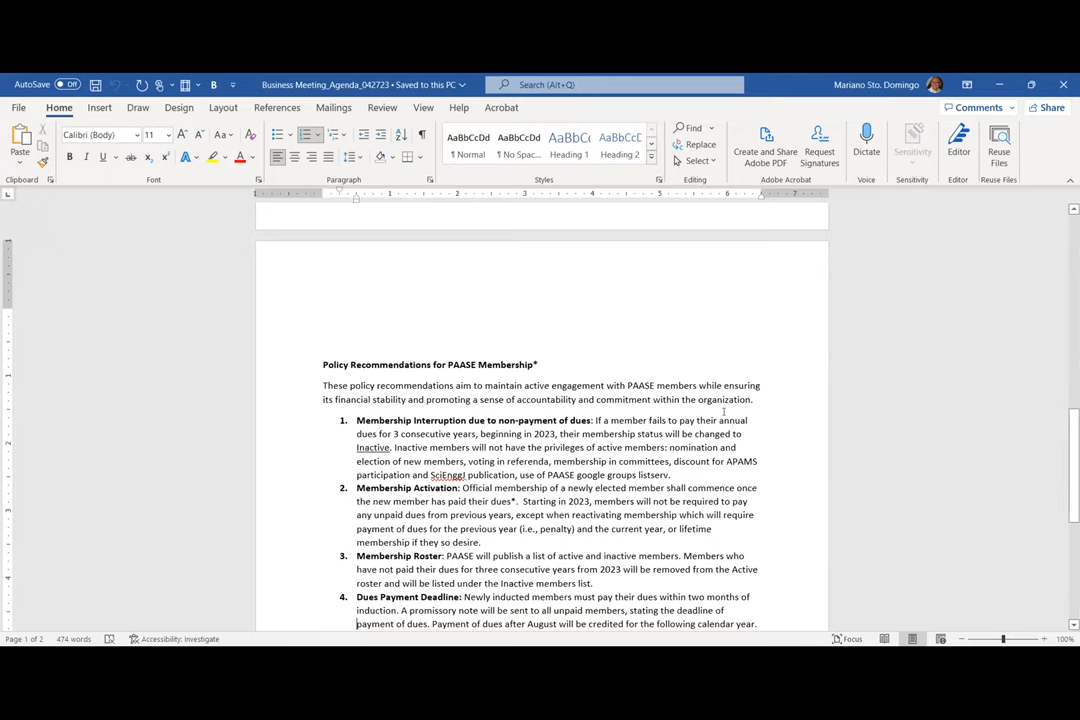 AutoSave Off Business Meeting_Agenda_042723 • Saved to this PC Search (Alt+Q) Mariano Sto. Domingo
File Home Insert Draw Design Layout References Mailings Review View Help Acrobat Comments Share
Paste
Clipboard
Calibri (Body) 11
Font
Paragraph
AaBbCcDd AaBbCcDd AaBbCc AaBbCcD
¶ Normal ¶ No Spac... Heading 1 Heading 2
Styles
Find
Replace
Select
Editing
Create and Share Adobe PDF
Request Signatures
Adobe Acrobat
Dictate
Voice
Sensitivity
Sensitivity
Editor
Editor
Reuse Files
Reuse Files
Policy Recommendations for PAASE Membership*
These policy recommendations aim to maintain active engagement with PAASE members while ensuring
its financial stability and promoting a sense of accountability and commitment within the organization.
1. Membership Interruption due to non-payment of dues: If a member fails to pay their annual
dues for 3 consecutive years, beginning in 2023, their membership status will be changed to
Inactive. Inactive members will not have the privileges of active members: nomination and
election of new members, voting in referenda, membership in committees, discount for APAMS
participation and SciEnggJ publication, use of PAASE google groups listserv.
2. Membership Activation: Official membership of a newly elected member shall commence once
the new member has paid their dues*. Starting in 2023, members will not be required to pay
any unpaid dues from previous years, except when reactivating membership which will require
payment of dues for the previous year (i.e., penalty) and the current year, or lifetime
membership if they so desire.
3. Membership Roster: PAASE will publish a list of active and inactive members. Members who
have not paid their dues for three consecutive years from 2023 will be removed from the Active
roster and will be listed under the Inactive members list.
4. Dues Payment Deadline: Newly inducted members must pay their dues within two months of
induction. A promissory note will be sent to all unpaid members, stating the deadline of
payment of dues. Payment of dues after August will be credited for the following calendar year.
Page 1 of 2 474 words Accessibility: Investigate Focus 100%